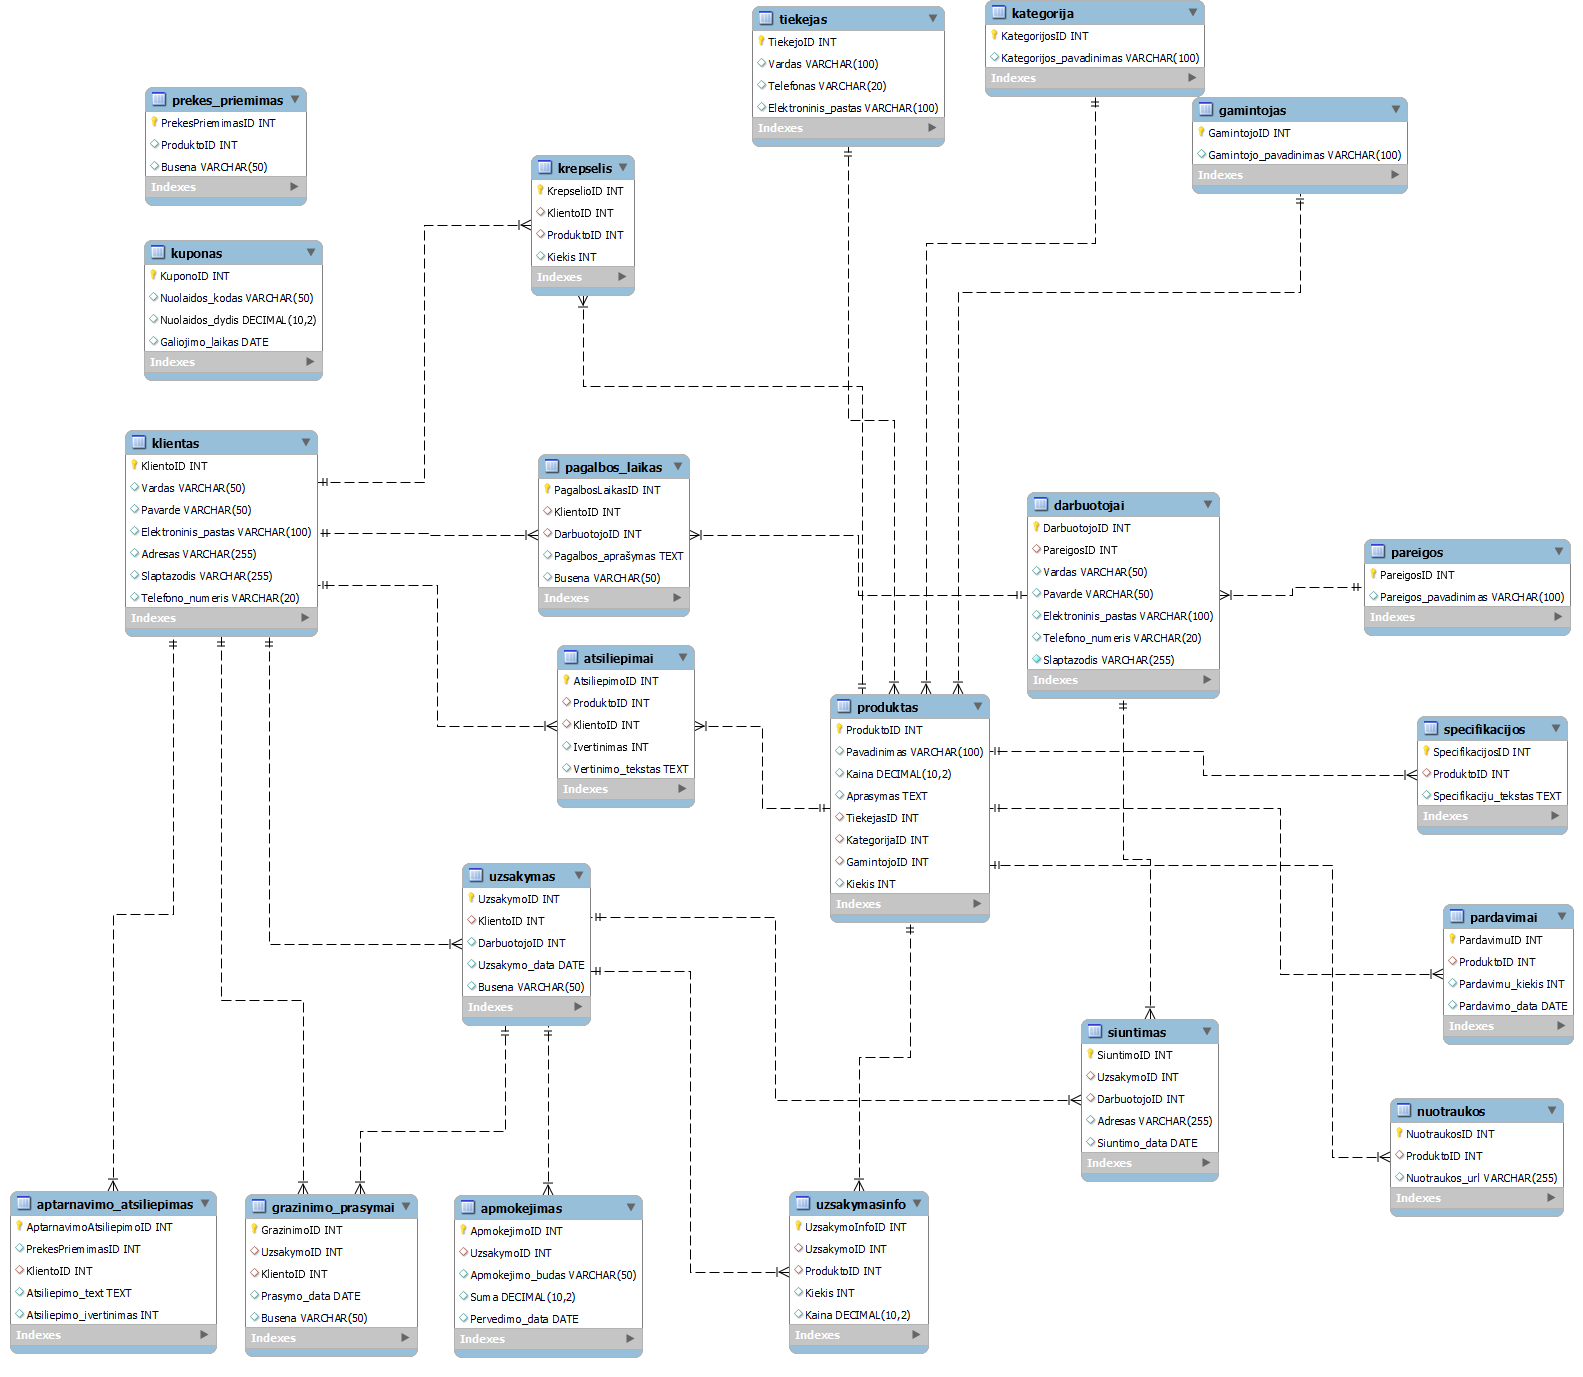 tiekejas
TiekejoID INT
Vardas VARCHAR(100)
Telefonas VARCHAR(20)
Elektroninis_pastas VARCHAR(100)
Indexes
kategorija
KategorijosID INT
Kategorijos_pavadinimas VARCHAR(100)
Indexes
prekes_priemimas
PrekesPriemimasID INT
ProduktoID INT
Busena VARCHAR(50)
Indexes
gamintojas
GamintojoID INT
Gamintojo_pavadinimas VARCHAR(100)
Indexes
krepselis
KrepselioID INT
KlientoID INT
ProduktoID INT
Kiekis INT
Indexes
kuponas
KuponoID INT
Nuolaidos_kodas VARCHAR(50)
Nuolaidos_dydis DECIMAL(10,2)
Galiojimo_laikas DATE
Indexes
klientas
KlientoID INT
Vardas VARCHAR(50)
Pavarde VARCHAR(50)
Elektroninis_pastas VARCHAR(100)
Adresas VARCHAR(255)
Slaptazodis VARCHAR(255)
Telefono_numeris VARCHAR(20)
Indexes
pagalbos_laikas
PagalbosLaikasID INT
KlientoID INT
DarbuotojoID INT
Pagalbos_aprašymas TEXT
Busena VARCHAR(50)
Indexes
darbuotojai
DarbuotojoID INT
PareigosID INT
Vardas VARCHAR(50)
Pavarde VARCHAR(50)
Elektroninis_pastas VARCHAR(100)
Telefono_numeris VARCHAR(20)
Slaptazodis VARCHAR(255)
Indexes
pareigos
PareigosID INT
Pareigos_pavadinimas VARCHAR(100)
Indexes
atsiliepimai
AtsiliepimoID INT
ProduktoID INT
KlientoID INT
Ivertinimas INT
Vertinimo_tekstas TEXT
Indexes
produktas
ProduktoID INT
Pavadinimas VARCHAR(100)
Kaina DECIMAL(10,2)
Aprasymas TEXT
TiekejasID INT
KategorijaID INT
GamintojoID INT
Kiekis INT
Indexes
specifikacijos
SpecifikacijosID INT
ProduktoID INT
Specifikaciju_tekstas TEXT
Indexes
uzsakymas
UzsakymoID INT
KlientoID INT
DarbuotojoID INT
Uzsakymo_data DATE
Busena VARCHAR(50)
Indexes
pardavimai
PardavimuID INT
ProduktoID INT
Pardavimu_kiekis INT
Pardavimo_data DATE
Indexes
siuntimas
SiuntimoID INT
UzsakymoID INT
DarbuotojoID INT
Adresas VARCHAR(255)
Siuntimo_data DATE
Indexes
nuotraukos
NuotraukosID INT
ProduktoID INT
Nuotraukos_url VARCHAR(255)
Indexes
aptarnavimo_atsiliepimas
AptarnavimoAtsiliepimoID INT
PrekesPriemimasID INT
KlientoID INT
Atsiliepimo_text TEXT
Atsiliepimo_ivertinimas INT
Indexes
grazinimo_prasymai
GrazinimoID INT
UzsakymoID INT
KlientoID INT
Prasymo_data DATE
Busena VARCHAR(50)
Indexes
apmokejimas
ApmokejimoID INT
UzsakymoID INT
Apmokejimo_budas VARCHAR(50)
Suma DECIMAL(10,2)
Pervedimo_data DATE
Indexes
uzsakymasinfo
UzsakymoInfoID INT
UzsakymoID INT
ProduktoID INT
Kiekis INT
Kaina DECIMAL(10,2)
Indexes